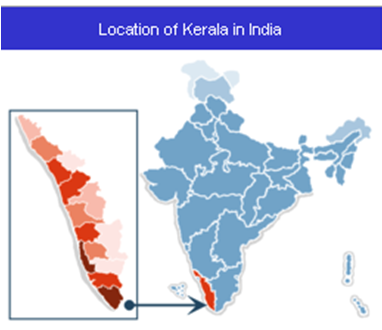 Location of Kerala in India